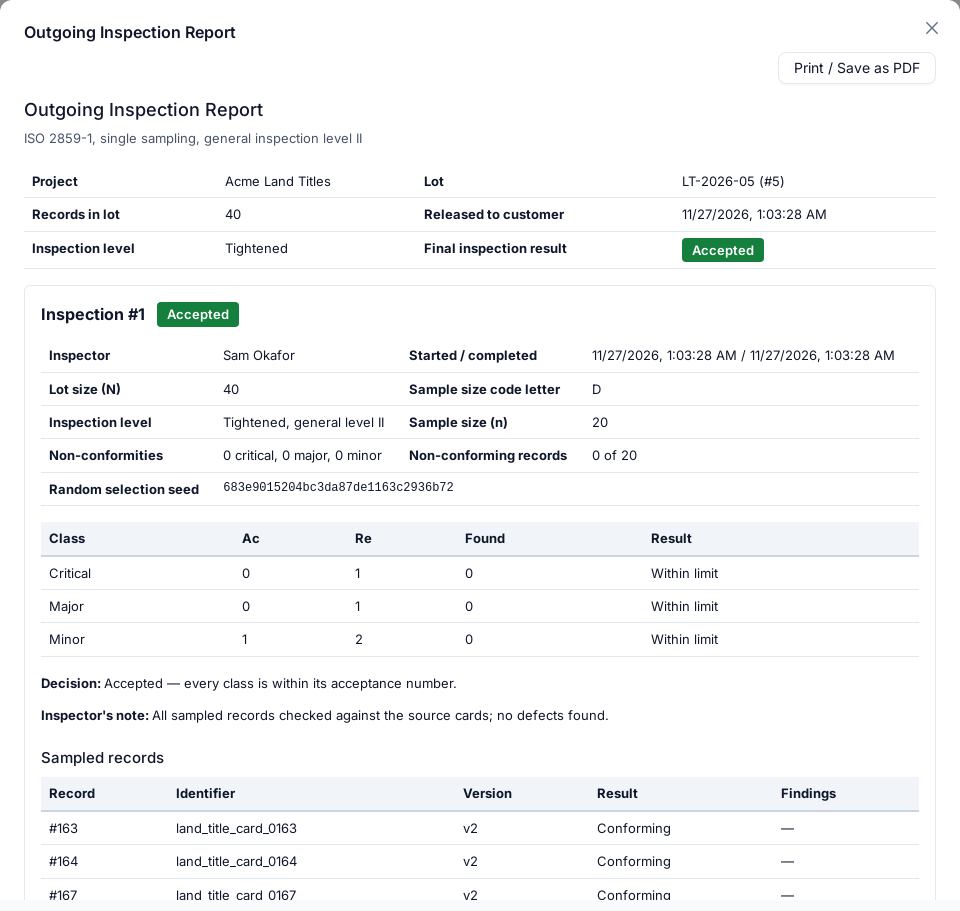 Outgoing Inspection Report
Print / Save as PDF
Outgoing Inspection Report
ISO 2859-1, single sampling, general inspection level II
Project Acme Land Titles Lot LT-2026-05 (#5)
Records in lot 40 Released to customer 11/27/2026, 1:03:28 AM
Inspection level Tightened Final inspection result Accepted
Inspection #1 Accepted
Inspector Sam Okafor Started / completed 11/27/2026, 1:03:28 AM / 11/27/2026, 1:03:28 AM
Lot size (N) 40 Sample size code letter D
Inspection level Tightened, general level II Sample size (n) 20
Non-conformities 0 critical, 0 major, 0 minor Non-conforming records 0 of 20
Random selection seed 683e9015204bc3da87de1163c2936b72
Class Ac Re Found Result
Critical 0 1 0 Within limit
Major 0 1 0 Within limit
Minor 1 2 0 Within limit
Decision: Accepted — every class is within its acceptance number.
Inspector's note: All sampled records checked against the source cards; no defects found.
Sampled records
Record Identifier Version Result Findings
#163 land_title_card_0163 v2 Conforming —
#164 land_title_card_0164 v2 Conforming —
#167 land_title_card_0167 v2 Conforming —